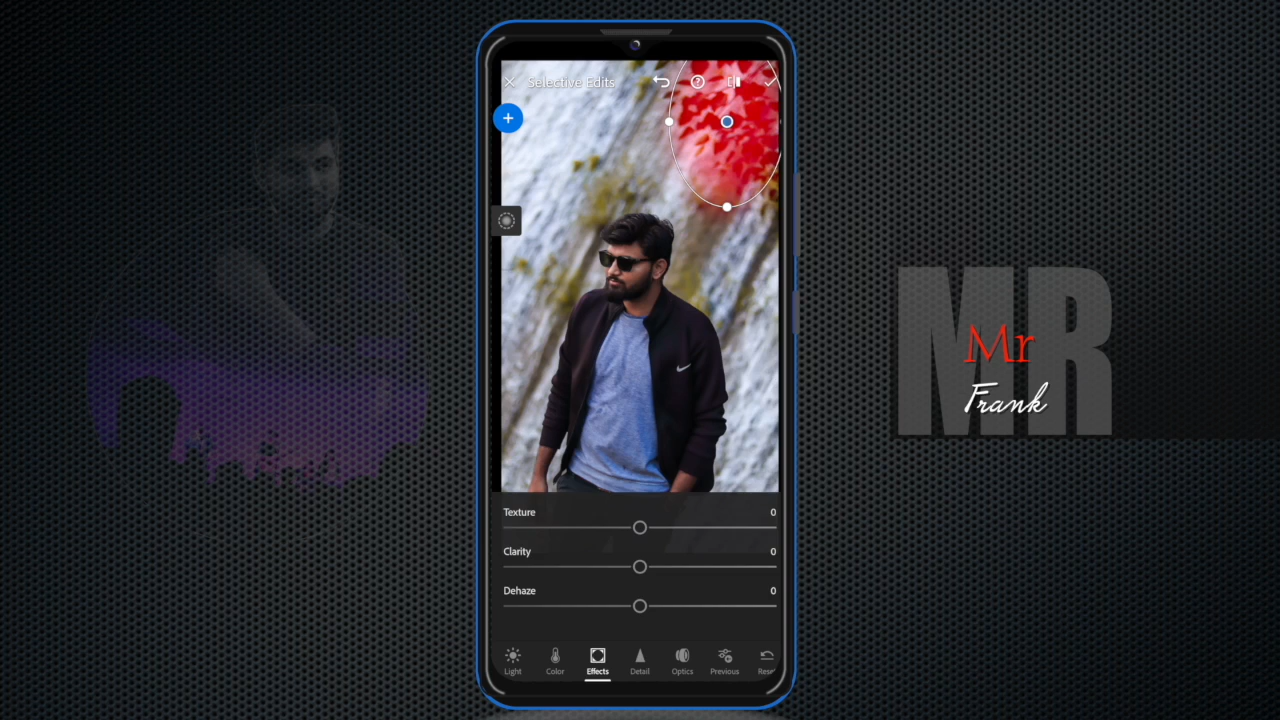 Selective Edits
Texture 0
Clarity 0
Dehaze 0
Light Color Effects Detail Optics Previous
MR
Mr
Frank